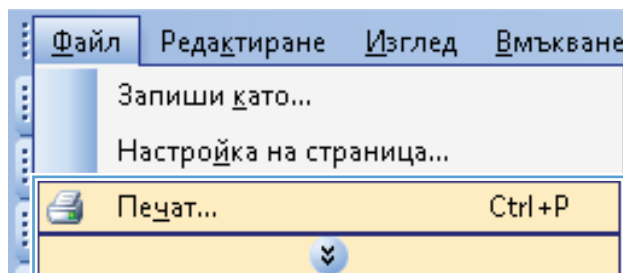 Файл Редактиране Изглед Вмъкване
Запиши като...
Настройка на страница...
Печат... Ctrl+P